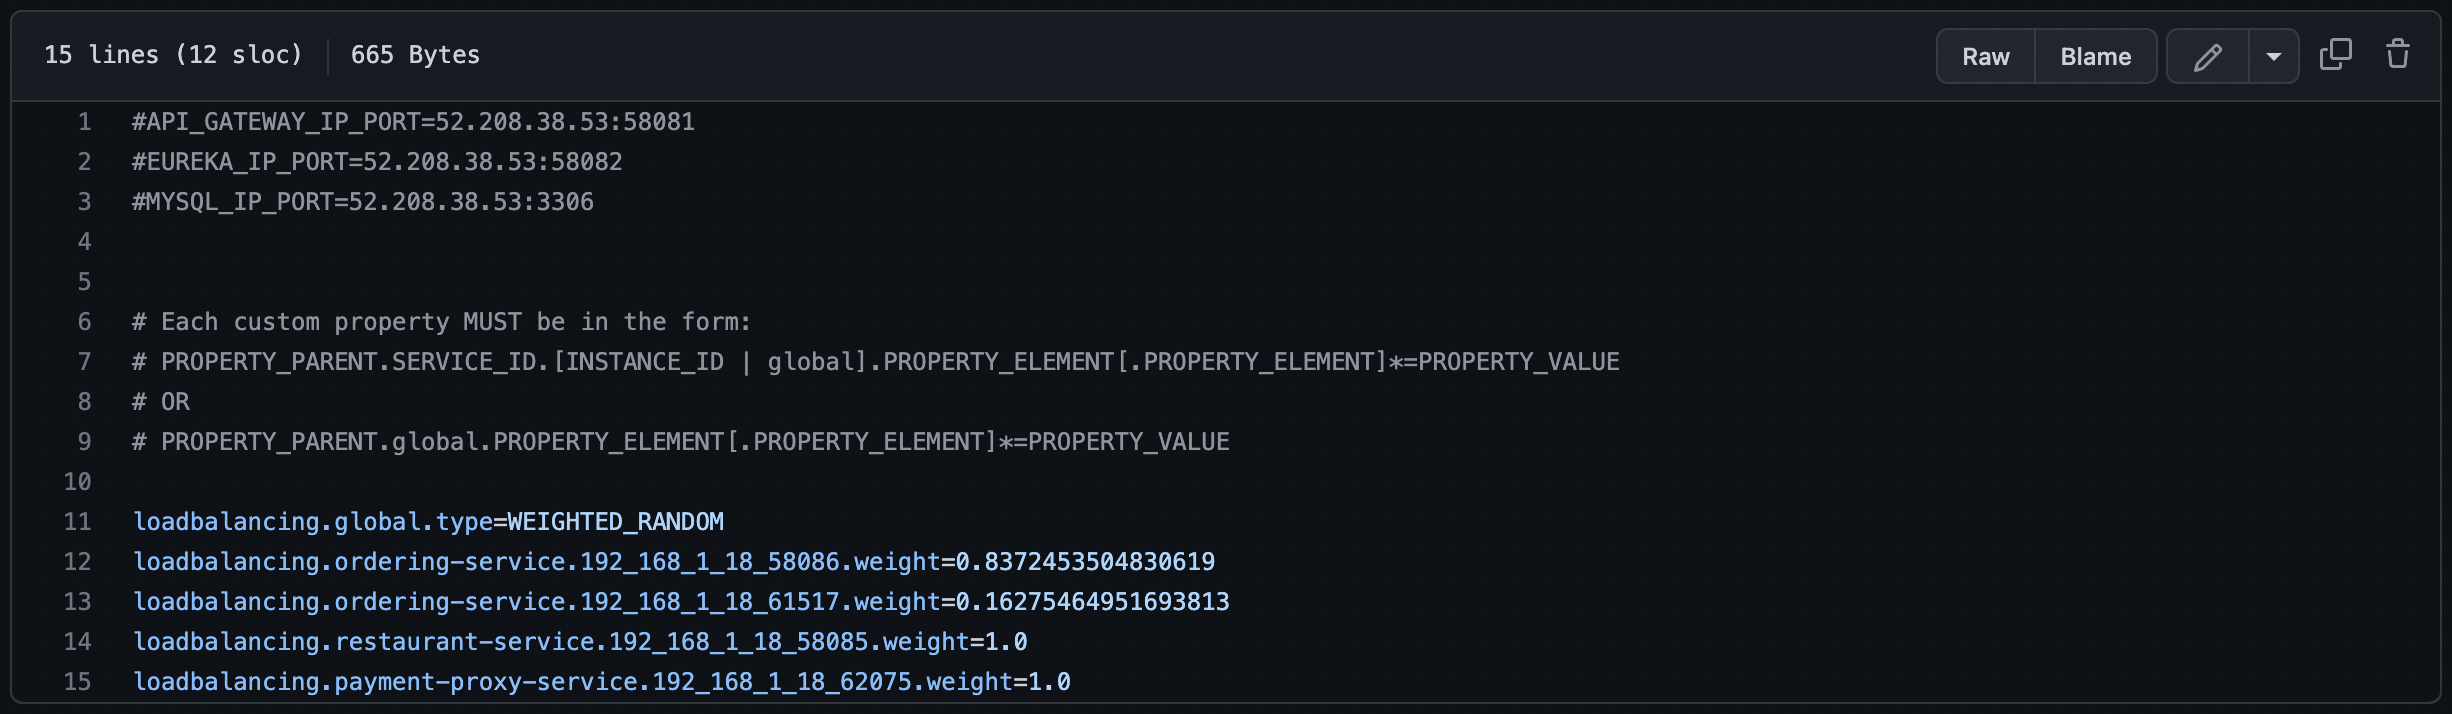 15 lines (12 sloc) 665 Bytes Raw Blame
1 #API_GATEWAY_IP_PORT=52.208.38.53:58081
2 #EUREKA_IP_PORT=52.208.38.53:58082
3 #MYSQL_IP_PORT=52.208.38.53:3306
4
5
6 # Each custom property MUST be in the form:
7 # PROPERTY_PARENT.SERVICE_ID.[INSTANCE_ID | global].PROPERTY_ELEMENT[.PROPERTY_ELEMENT]*=PROPERTY_VALUE
8 # OR
9 # PROPERTY_PARENT.global.PROPERTY_ELEMENT[.PROPERTY_ELEMENT]*=PROPERTY_VALUE
10
11 loadbalancing.global.type=WEIGHTED_RANDOM
12 loadbalancing.ordering-service.192_168_1_18_58086.weight=0.8372453504830619
13 loadbalancing.ordering-service.192_168_1_18_61517.weight=0.16275464951693813
14 loadbalancing.restaurant-service.192_168_1_18_58085.weight=1.0
15 loadbalancing.payment-proxy-service.192_168_1_18_62075.weight=1.0